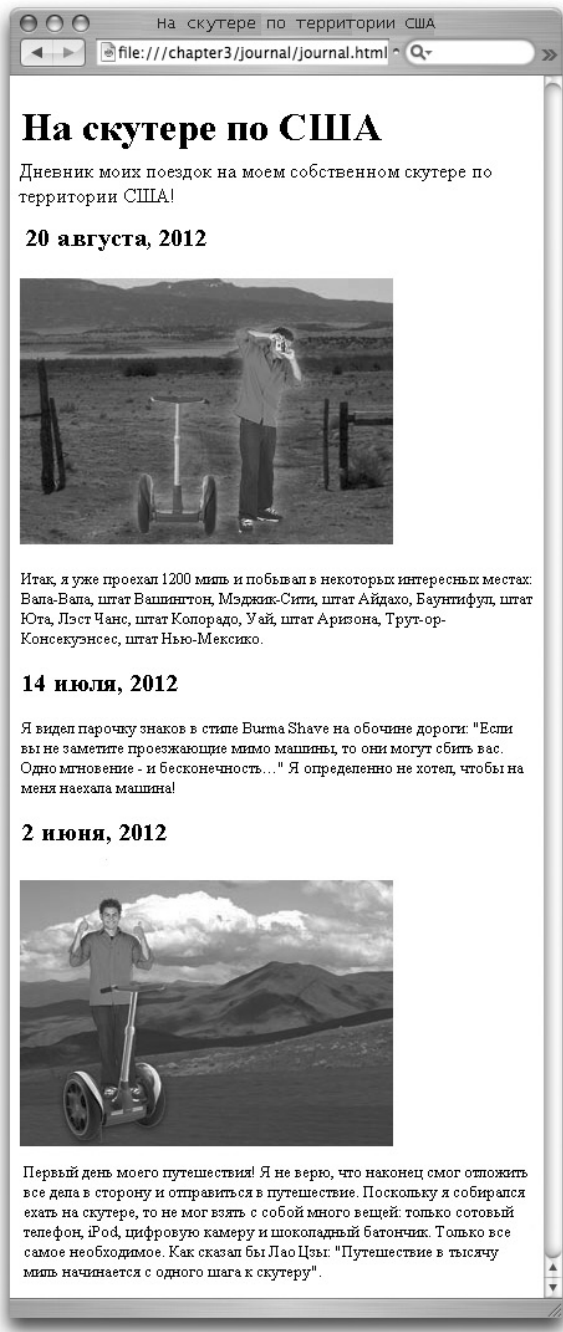 На скутере по территории США
file:///chapter3/journal/journal.html
На скутере по США
Дневник моих поездок на моем собственном скутере по
территории США!
20 августа, 2012
Итак, я уже проехал 1200 миль и побывал в некоторых интересных местах:
Вала-Вала, штат Вашингтон, Мэджик-Сити, штат Айдахо, Баунтифул, штат
Юта, Лэст Чанс, штат Колорадо, Уай, штат Аризона, Трут-ор-
Консекуэнсес, штат Нью-Мексико.
14 июля, 2012
Я видел парочку знаков в стиле Burma Shave на обочине дороги: "Если
вы не заметите проезжающие мимо машины, то они могут сбить вас.
Одно мгновение - и бесконечность..." Я определенно не хотел, чтобы на
меня наехала машина!
2 июня, 2012
Первый день моего путешествия! Я не верю, что наконец смог отложить
все дела в сторону и отправиться в путешествие. Поскольку я собирался
ехать на скутере, то не мог взять с собой много вещей: только сотовый
телефон, iPod, цифровую камеру и шоколадный батончик. Только все
самое необходимое. Как сказал бы Лао Цзы: "Путешествие в тысячу
миль начинается с одного шага к скутеру".